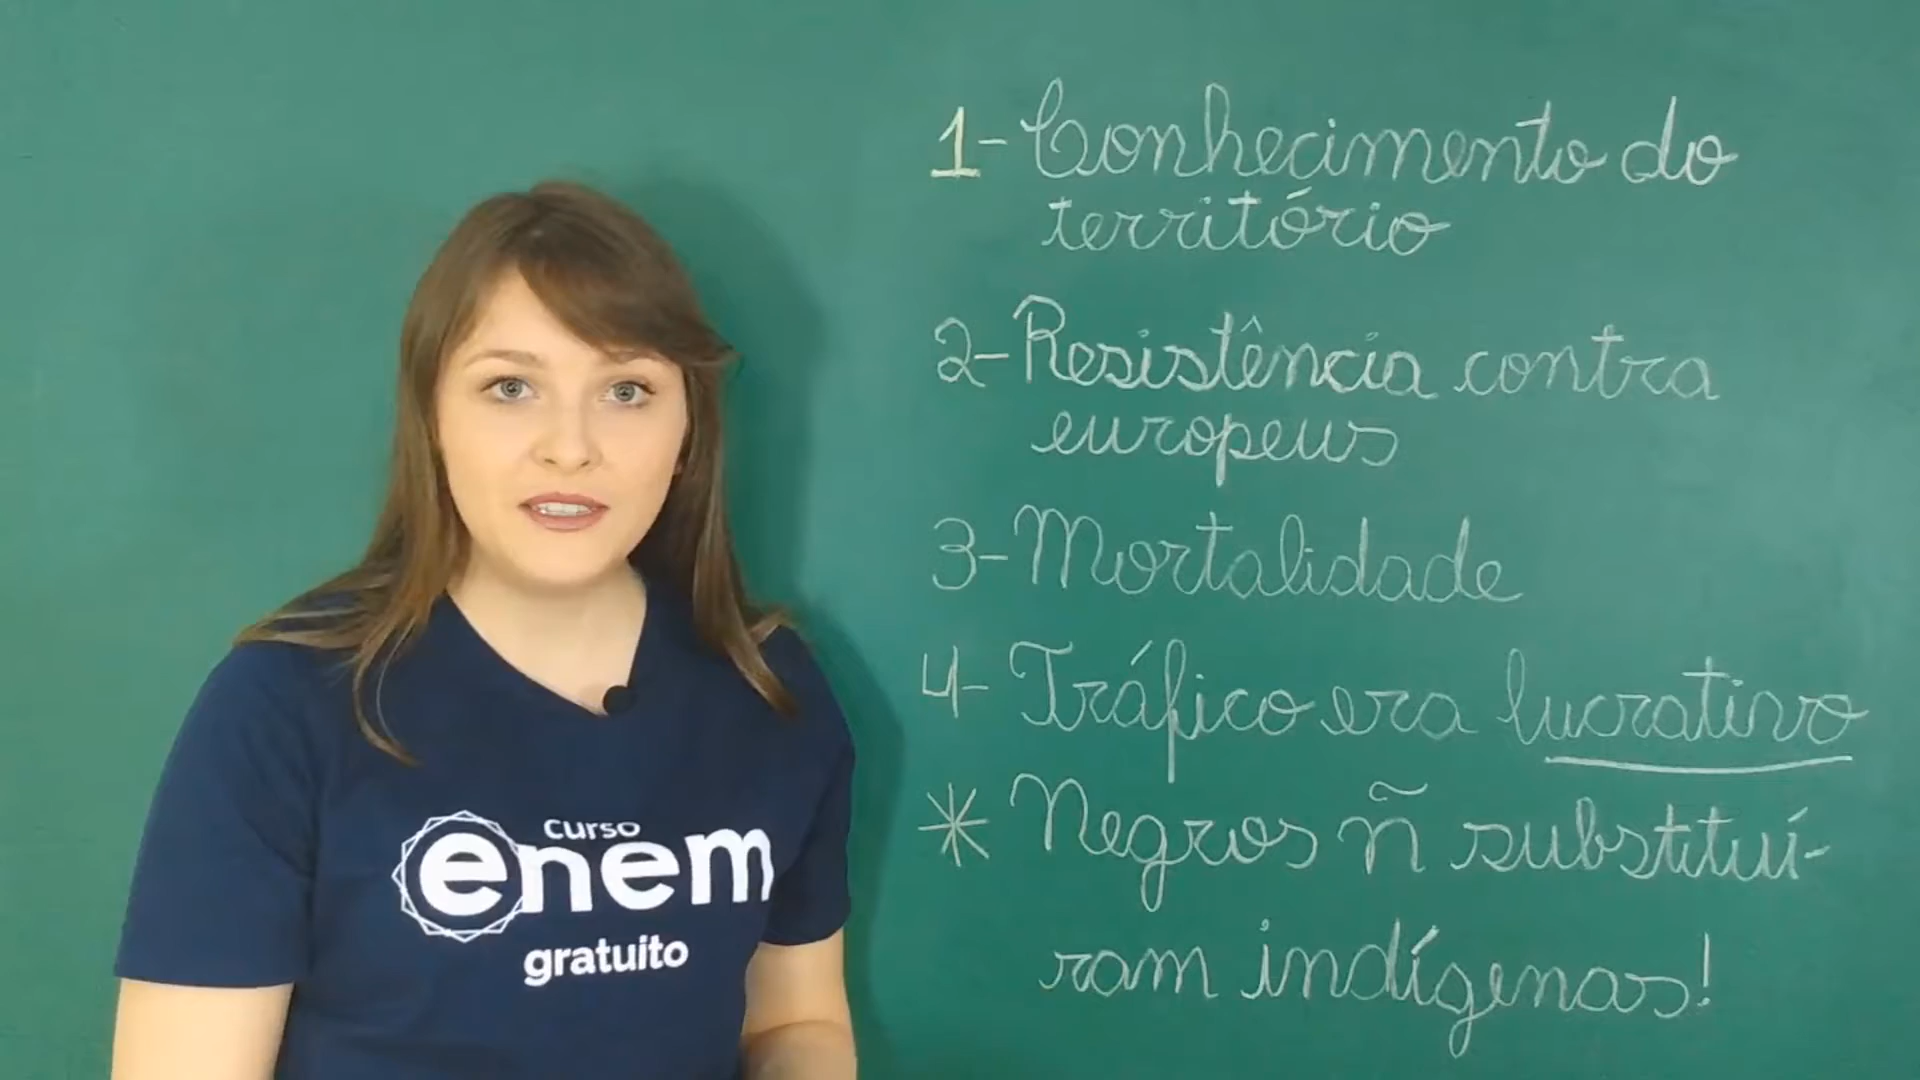 1- Conhecimento do
território
2- Resistência contra
europeus
3- Mortalidade
4- Tráfico era lucrativo
* Negros ñ substituí-
ram indígenas!
curso
enem
gratuito